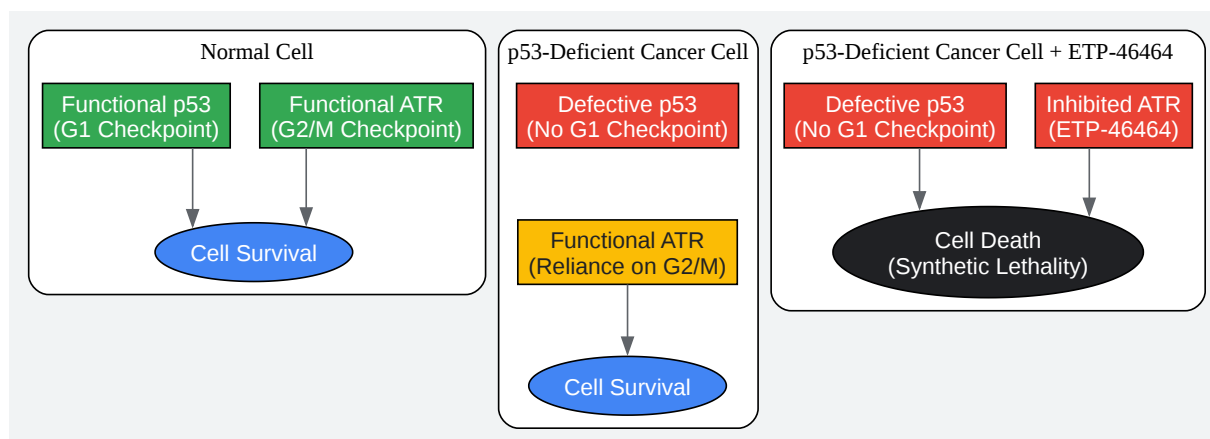 Normal Cell
Functional p53
(G1 Checkpoint)
Functional ATR
(G2/M Checkpoint)
Cell Survival
p53-Deficient Cancer Cell
Defective p53
(No G1 Checkpoint)
Functional ATR
(Reliance on G2/M)
Cell Survival
p53-Deficient Cancer Cell + ETP-46464
Defective p53
(No G1 Checkpoint)
Inhibited ATR
(ETP-46464)
Cell Death
(Synthetic Lethality)